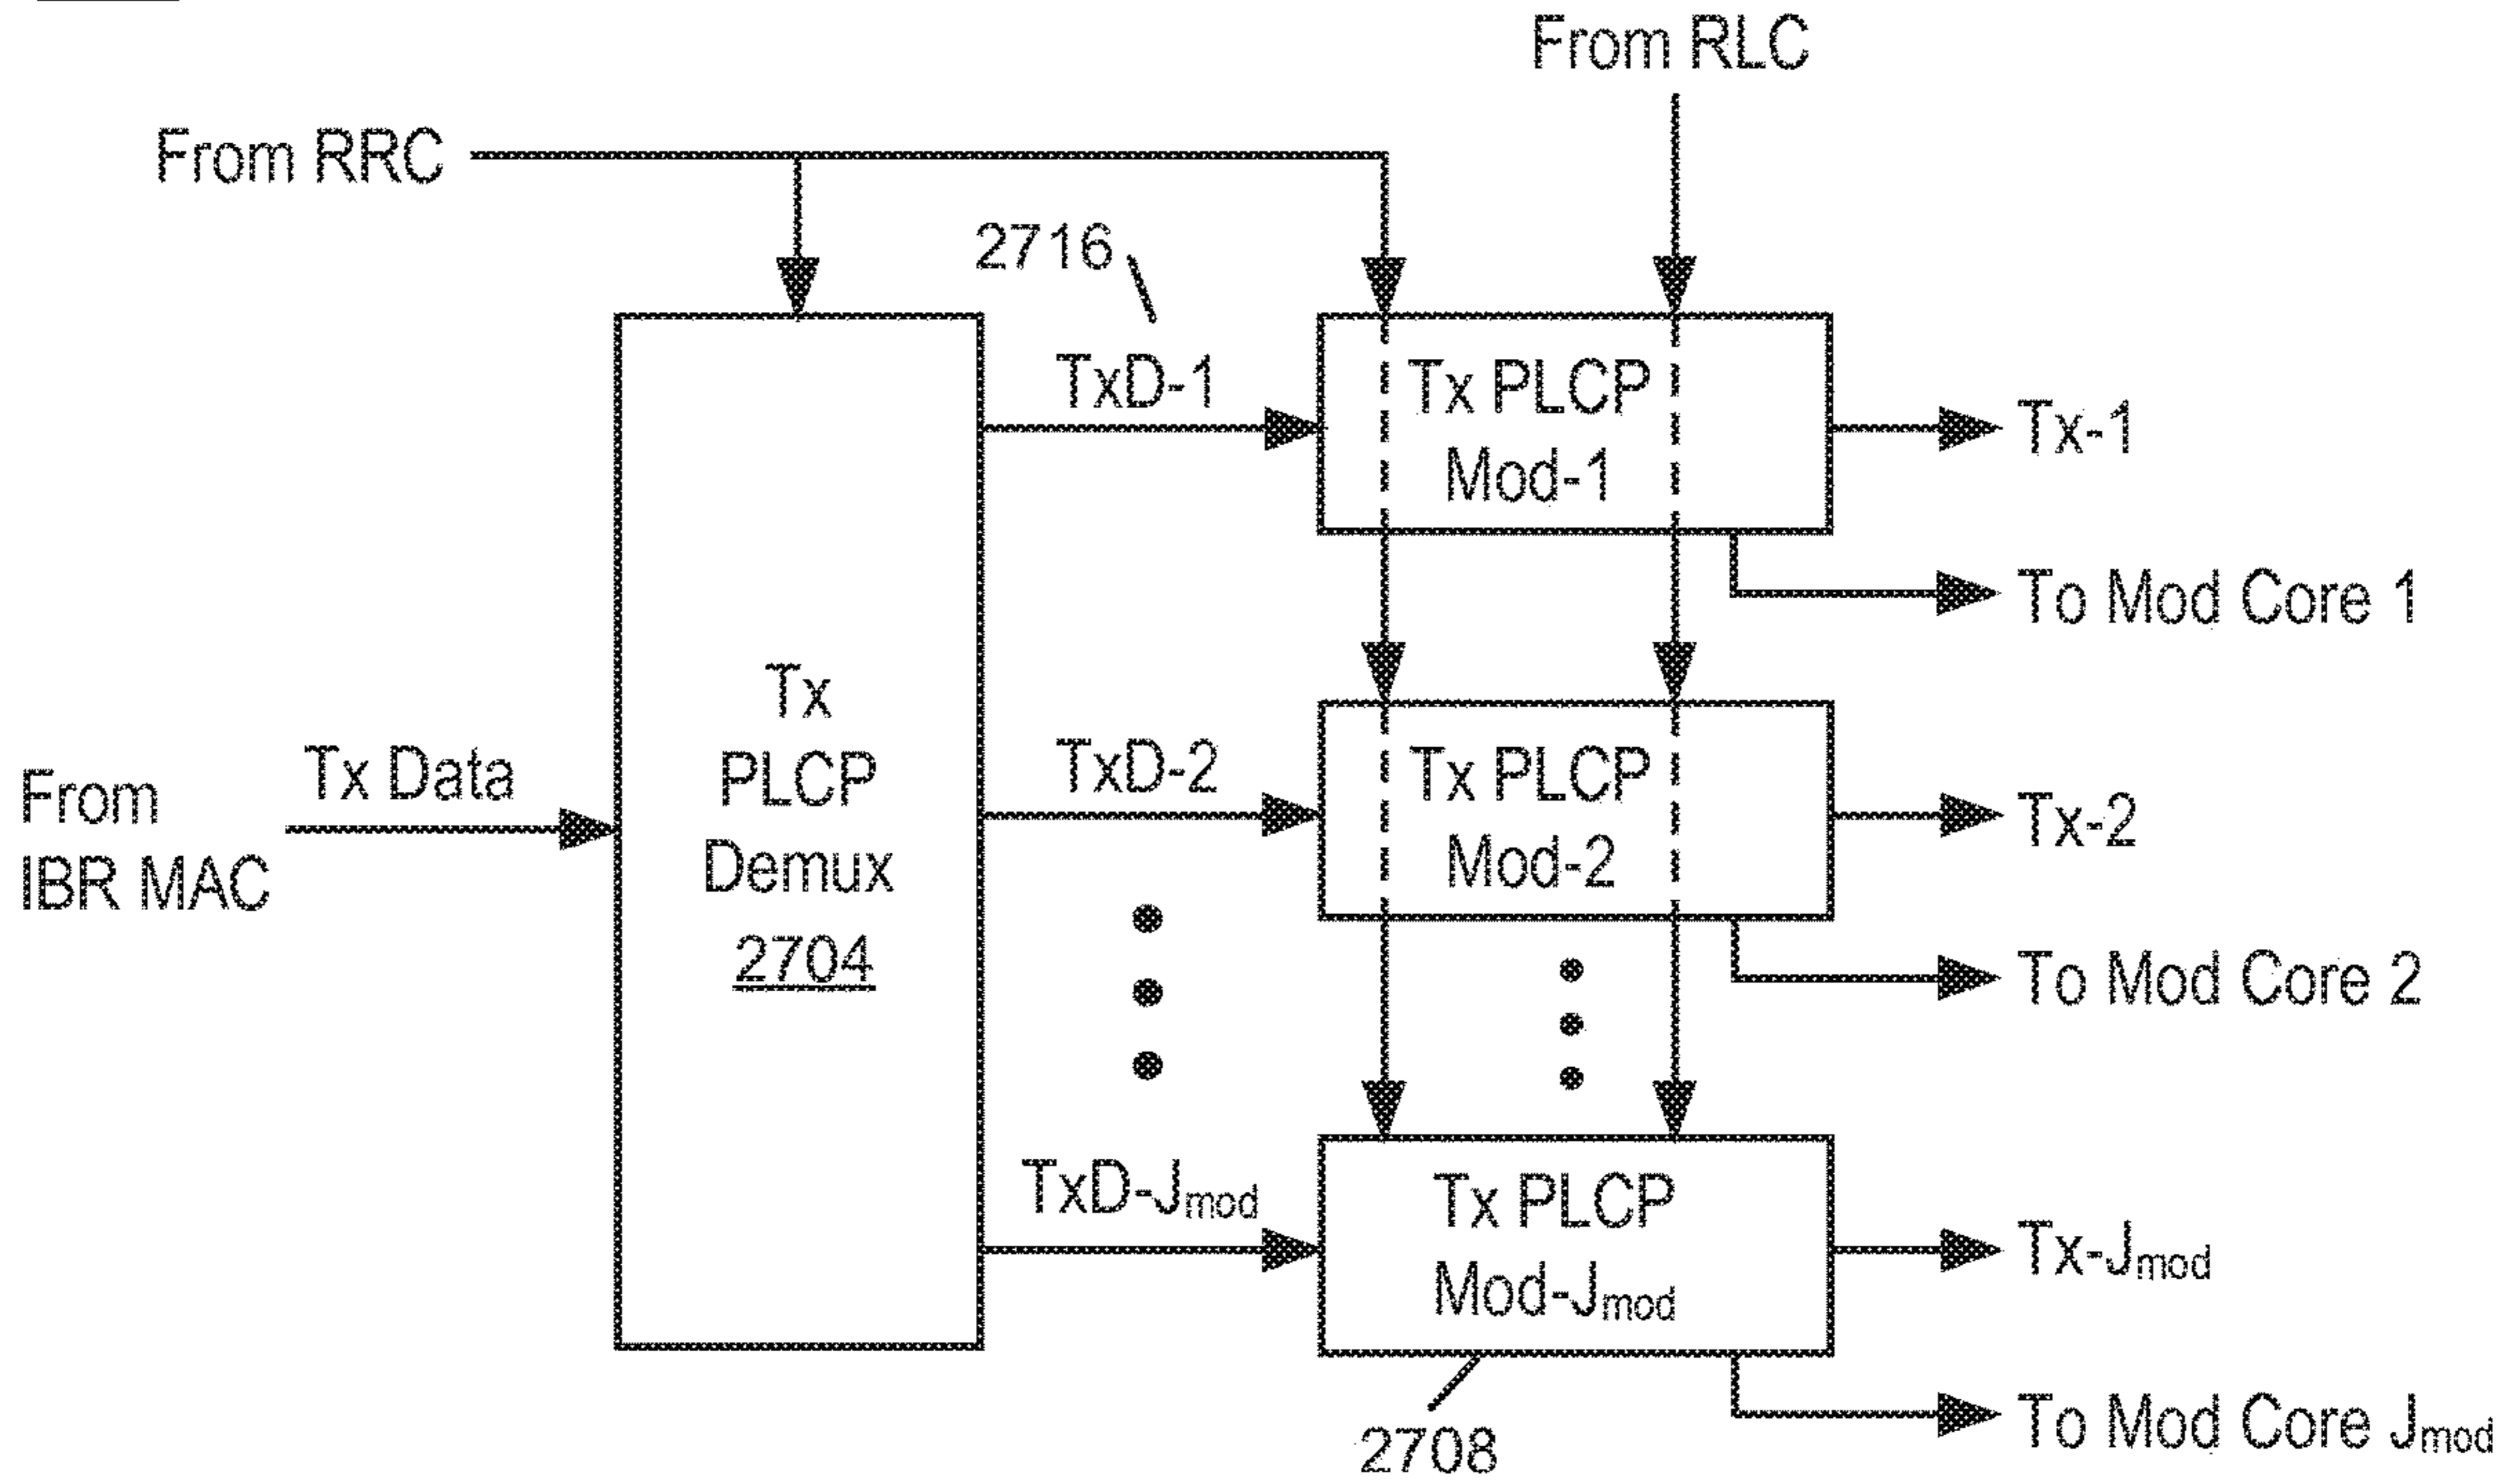 From RLC
From RRC
2716
TxD-1
Tx PLCP
Mod-1
Tx-1
To Mod Core 1
Tx
PLCP
Demux
2704
Tx Data
From
IBR MAC
TxD-2
Tx PLCP
Mod-2
Tx-2
To Mod Core 2
TxD-Jmod
Tx PLCP
Mod-Jmod
Tx-Jmod
To Mod Core Jmod
2708